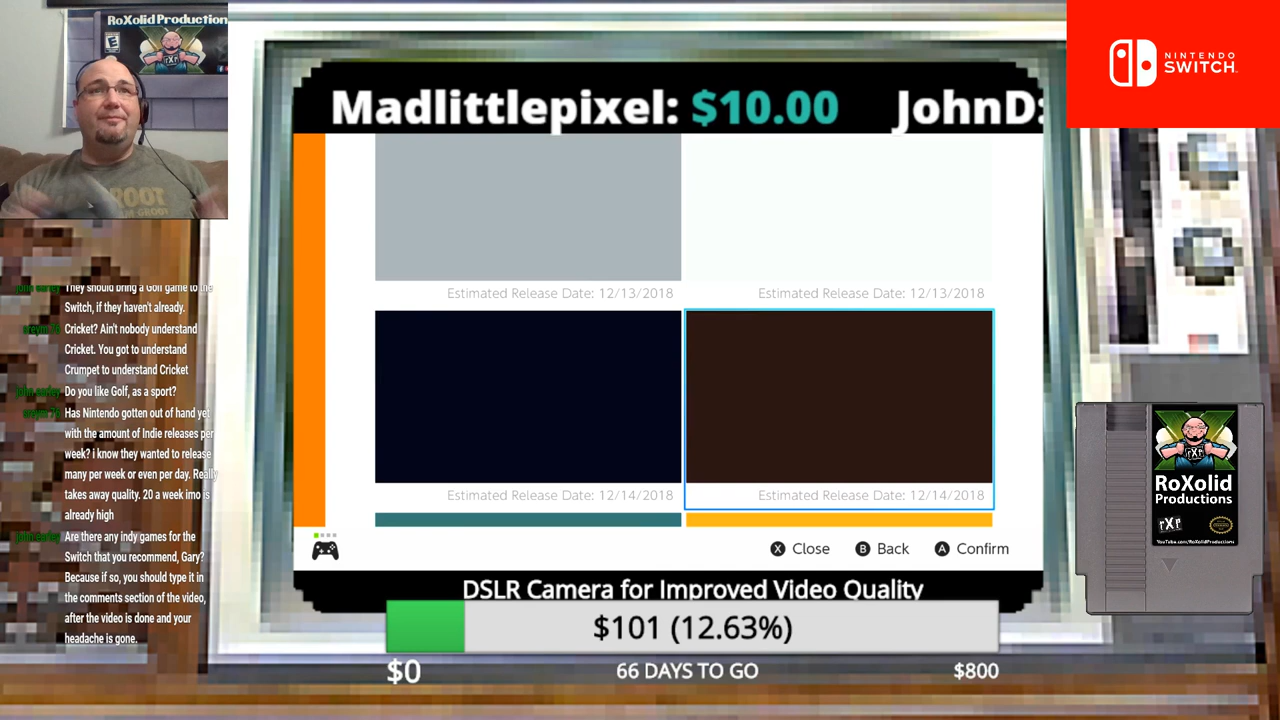 RoXolid Production
Madlittlepixel: $10.00 JohnD:
NINTENDO
SWITCH
Estimated Release Date: 12/13/2018
Estimated Release Date: 12/13/2018
Estimated Release Date: 12/14/2018
Estimated Release Date: 12/14/2018
X Close B Back A Confirm
DSLR Camera for Improved Video Quality
$101 (12.63%)
$0 66 DAYS TO GO $800
They should bring a Golf game to the
Switch, if they haven't already.
Cricket? Ain't nobody understand
Cricket. You got to understand
Crumpet to understand Cricket
Do you like Golf, as a sport?
Has Nintendo gotten out of hand yet
with the amount of Indie releases per
week? i know they wanted to release
many per week or even per day. Really
takes away quality. 20 a week imo is
already high
Are there any indy games for the
Switch that you recommend, Gary?
Because if so, you should type it in
the comments section of the video,
after the video is done and your
headache is gone.
ROOT
rXr
RoXolid
Productions
rXr
YouTube.com/RoXolidProductions